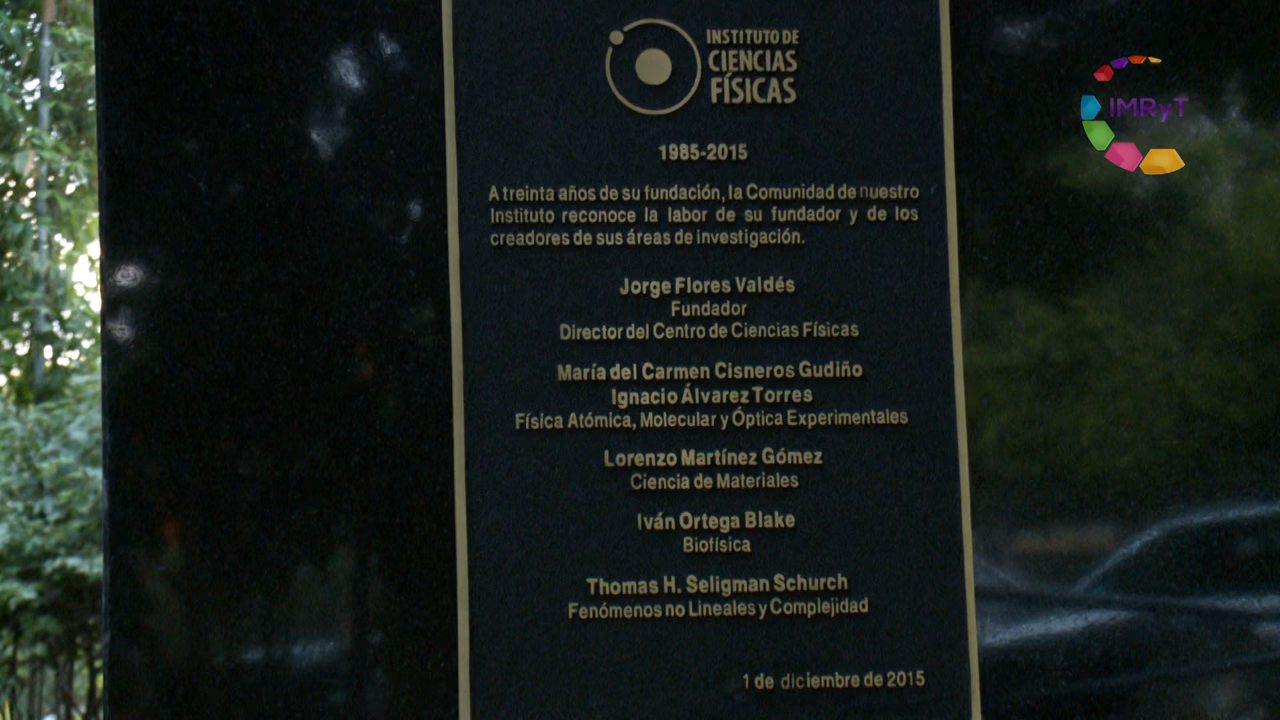 INSTITUTO DE
CIENCIAS
FÍSICAS
IMRyT
1985-2015
A treinta años de su fundación, la Comunidad de nuestro
Instituto reconoce la labor de su fundador y de los
creadores de sus áreas de investigación.
Jorge Flores Valdés
Fundador
Director del Centro de Ciencias Físicas
María del Carmen Cisneros Gudiño
Ignacio Álvarez Torres
Física Atómica, Molecular y Óptica Experimentales
Lorenzo Martínez Gómez
Ciencia de Materiales
Iván Ortega Blake
Biofísica
Thomas H. Seligman Schurch
Fenómenos no Lineales y Complejidad
1 de diciembre de 2015